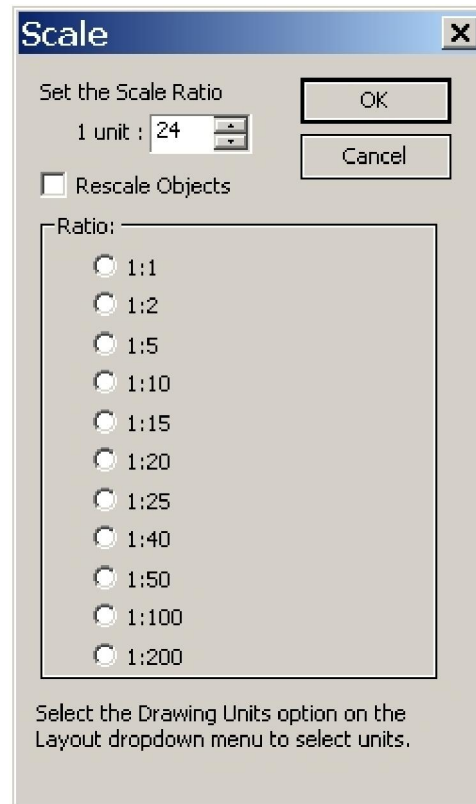 Scale
Set the Scale Ratio
1 unit : 24
OK
Cancel
Rescale Objects
Ratio:
1:1
1:2
1:5
1:10
1:15
1:20
1:25
1:40
1:50
1:100
1:200
Select the Drawing Units option on the
Layout dropdown menu to select units.